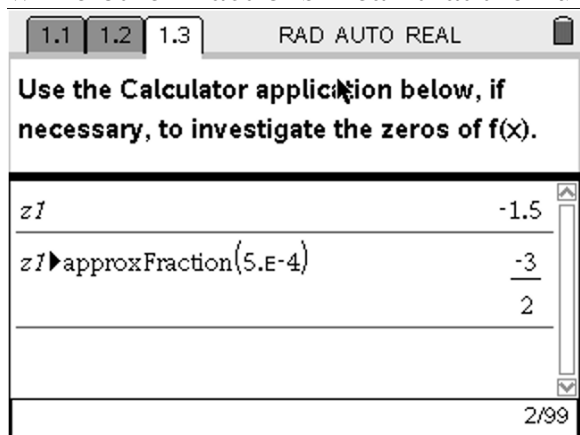 1.1 1.2 1.3 RAD AUTO REAL
Use the Calculator application below, if
necessary, to investigate the zeros of f(x).
z1 -1.5
z1▶approxFraction(5.E-4) -3/2
2/99